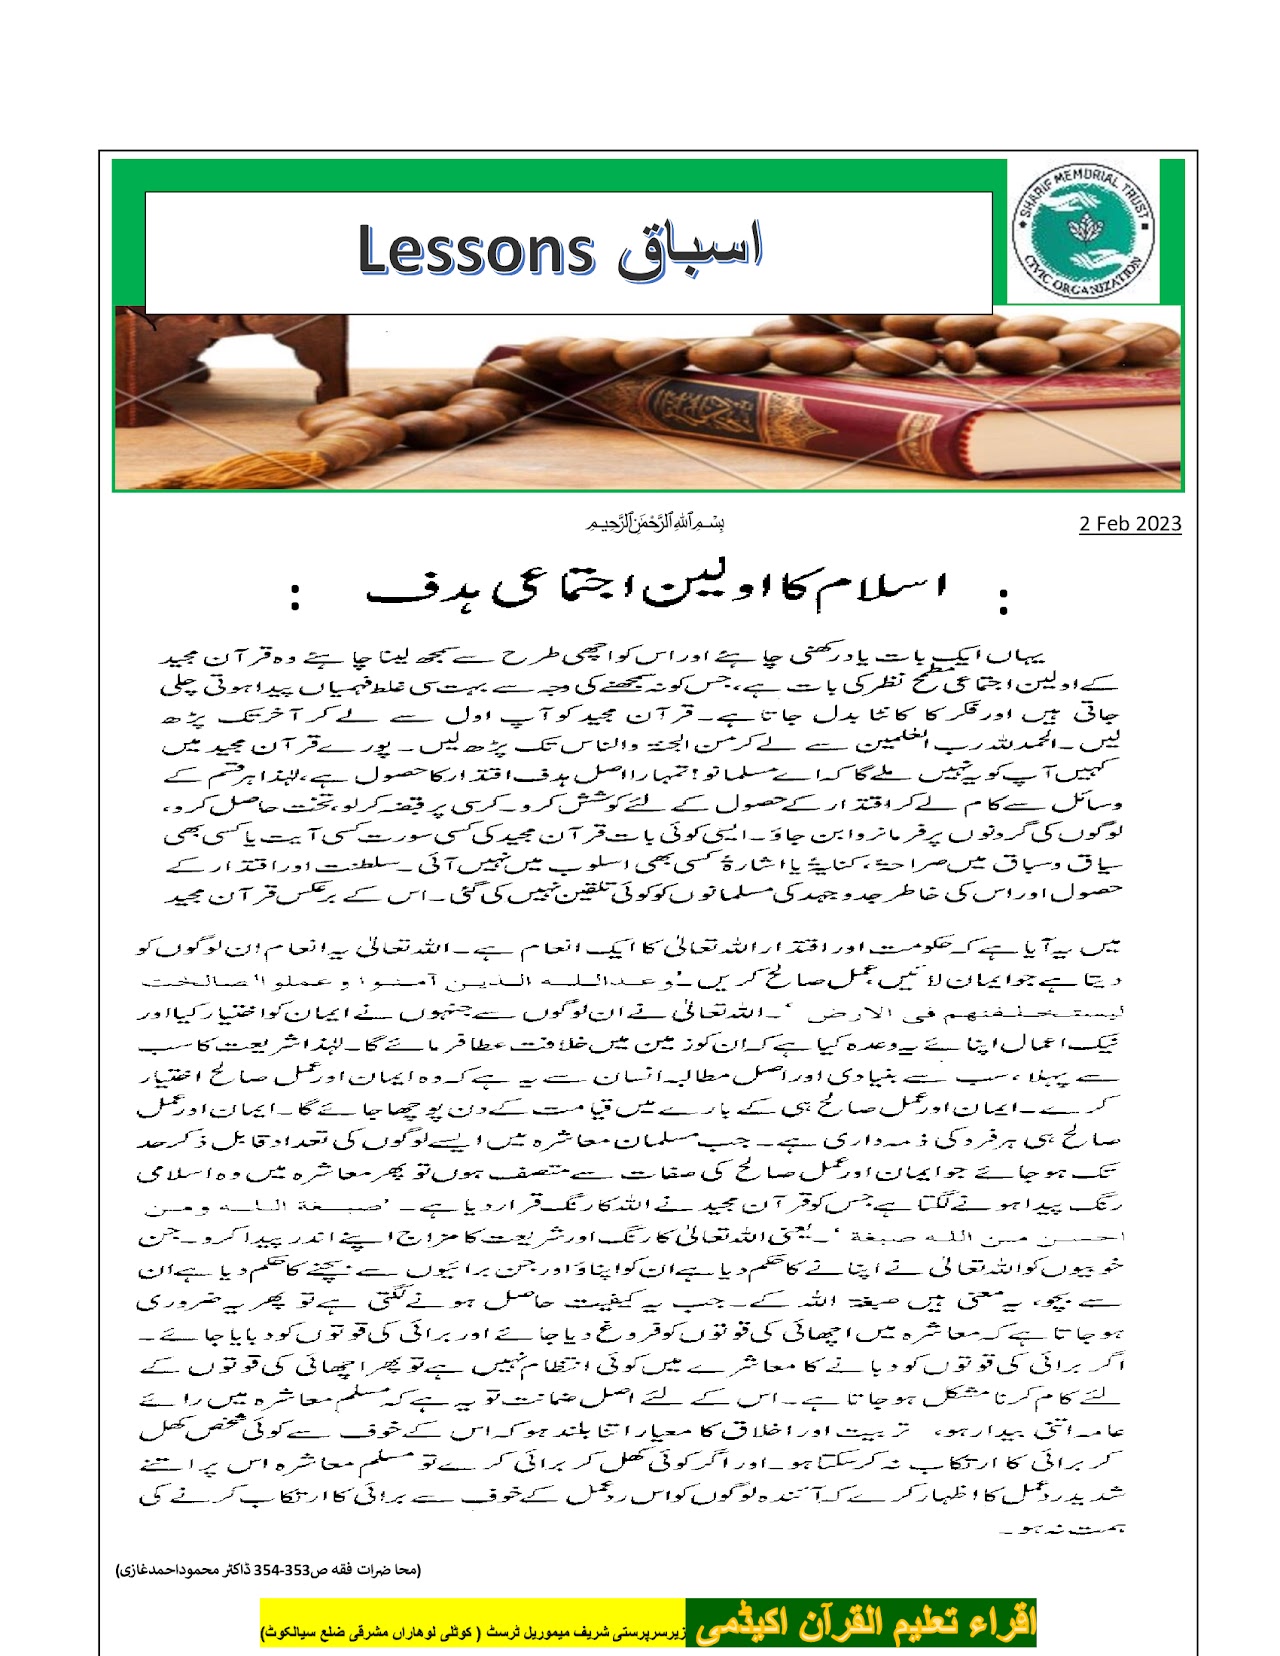 SHARIF MEMORIAL TRUST
CIVIC ORGANIZATION
اسباق Lessons
2 Feb 2023
بسم الله الرحمن الرحيم
: اسلام کا اولین اجتماعی ہدف :
یہاں ایک بات یاد رکھنی چاہئے اور اس کو اچھی طرح سے سمجھ لینا چاہئے وہ قرآن مجید
کے اولین اجتماعی مطمح نظر کی بات ہے، جس کو نہ سمجھنے کی وجہ سے بہت سی غلط فہمیاں پیدا ہوتی چلی
جاتی ہیں اور فکر کا کانٹا بدل جاتا ہے۔ قرآن مجید کو آپ اول سے لے کر آخر تک پڑھ
لیں۔ الحمد للہ رب العٰلمین سے لے کر من الجنۃ والناس تک پڑھ لیں۔ پورے قرآن مجید میں
کہیں آپ کو یہ نہیں ملے گا کہ اے مسلمانو! تمہارا اصل ہدف اقتدار کا حصول ہے، لہٰذا ہر قسم کے
وسائل سے کام لے کر اقتدار کے حصول کے لئے کوشش کرو۔ کرسی پر قبضہ کر لو، تخت حاصل کرو،
لوگوں کی گردنوں پر فرمانروا بن جاؤ۔ ایسی کوئی بات قرآن مجید کی کسی سورت کسی آیت یا کسی بھی
سیاق و سباق میں صراحۃً، کنایۃً یا اشارۃً کسی بھی اسلوب میں نہیں آئی۔ سلطنت اور اقتدار کے
حصول اور اس کی خاطر جدوجہد کی مسلمانوں کو کوئی تلقین نہیں کی گئی۔ اس کے برعکس قرآن مجید
میں یہ آیا ہے کہ حکومت اور اقتدار اللہ تعالیٰ کا ایک انعام ہے۔ اللہ تعالیٰ یہ انعام ان لوگوں کو
دیتا ہے جو ایمان لائیں، عمل صالح کریں۔ 'وعد اللہ الذین آمنوا وعملو الصالحت
لیستخلفنھم فی الارض'۔ اللہ تعالیٰ نے ان لوگوں سے جنہوں نے ایمان کو اختیار کیا اور
نیک اعمال اپنائے یہ وعدہ کیا ہے کہ ان کو زمین میں خلافت عطا فرمائے گا۔ لہٰذا شریعت کا سب
سے پہلا، سب سے بنیادی اور اصل مطالبہ انسان سے یہ ہے کہ وہ ایمان اور عمل صالح اختیار
کرے۔ ایمان اور عمل صالح ہی کے بارے میں قیامت کے دن پوچھا جائے گا۔ ایمان اور عمل
صالح ہی ہر فرد کی ذمہ داری ہے۔ جب مسلمان معاشرہ میں ایسے لوگوں کی تعداد قابل ذکر حد
تک ہو جائے جو ایمان اور عمل صالح کی صفات سے متصف ہوں تو پھر معاشرہ میں وہ اسلامی
رنگ پیدا ہونے لگتا ہے جس کو قرآن مجید نے اللہ کا رنگ قرار دیا ہے۔ 'صبغۃ اللہ ومن
احسن من اللہ صبغۃ'۔ یعنی اللہ تعالیٰ کا رنگ اور شریعت کا مزاج اپنے اندر پیدا کرو۔ جن
خوبیوں کو اللہ تعالیٰ نے اپنانے کا حکم دیا ہے ان کو اپناؤ اور جن برائیوں سے بچنے کا حکم دیا ہے ان
سے بچو، یہ معنی ہیں صبغۃ اللہ کے۔ جب یہ کیفیت حاصل ہونے لگتی ہے تو پھر یہ ضروری
ہو جاتا ہے کہ معاشرہ میں اچھائی کی قوتوں کو فروغ دیا جائے اور برائی کی قوتوں کو دبایا جائے۔
اگر برائی کی قوتوں کو دبانے کا معاشرے میں کوئی انتظام نہیں ہے تو پھر اچھائی کی قوتوں کے
لئے کام کرنا مشکل ہو جاتا ہے۔ اس کے لئے اصل ضمانت تو یہ ہے کہ مسلم معاشرہ میں رائے
عامہ اتنی بیدار ہو، تربیت اور اخلاق کا معیار اتنا بلند ہو کہ اس کے خوف سے کوئی شخص کھل
کر برائی کا ارتکاب نہ کر سکتا ہو۔ اور اگر کوئی کھل کر برائی کرے تو مسلم معاشرہ اس پر اتنے
شدید ردعمل کا اظہار کرے کہ آئندہ لوگوں کو اس ردعمل کے خوف سے برائی کا ارتکاب کرنے کی
ہمت نہ ہو۔
(محاضرات فقہ ص353-354 ڈاکٹر محموداحمدغازی)
اقراء تعلیم القرآن اکیڈمی زیرسرپرستی شریف میموریل ٹرسٹ ( کوٹلی لوھاراں مشرقی ضلع سیالکوٹ)